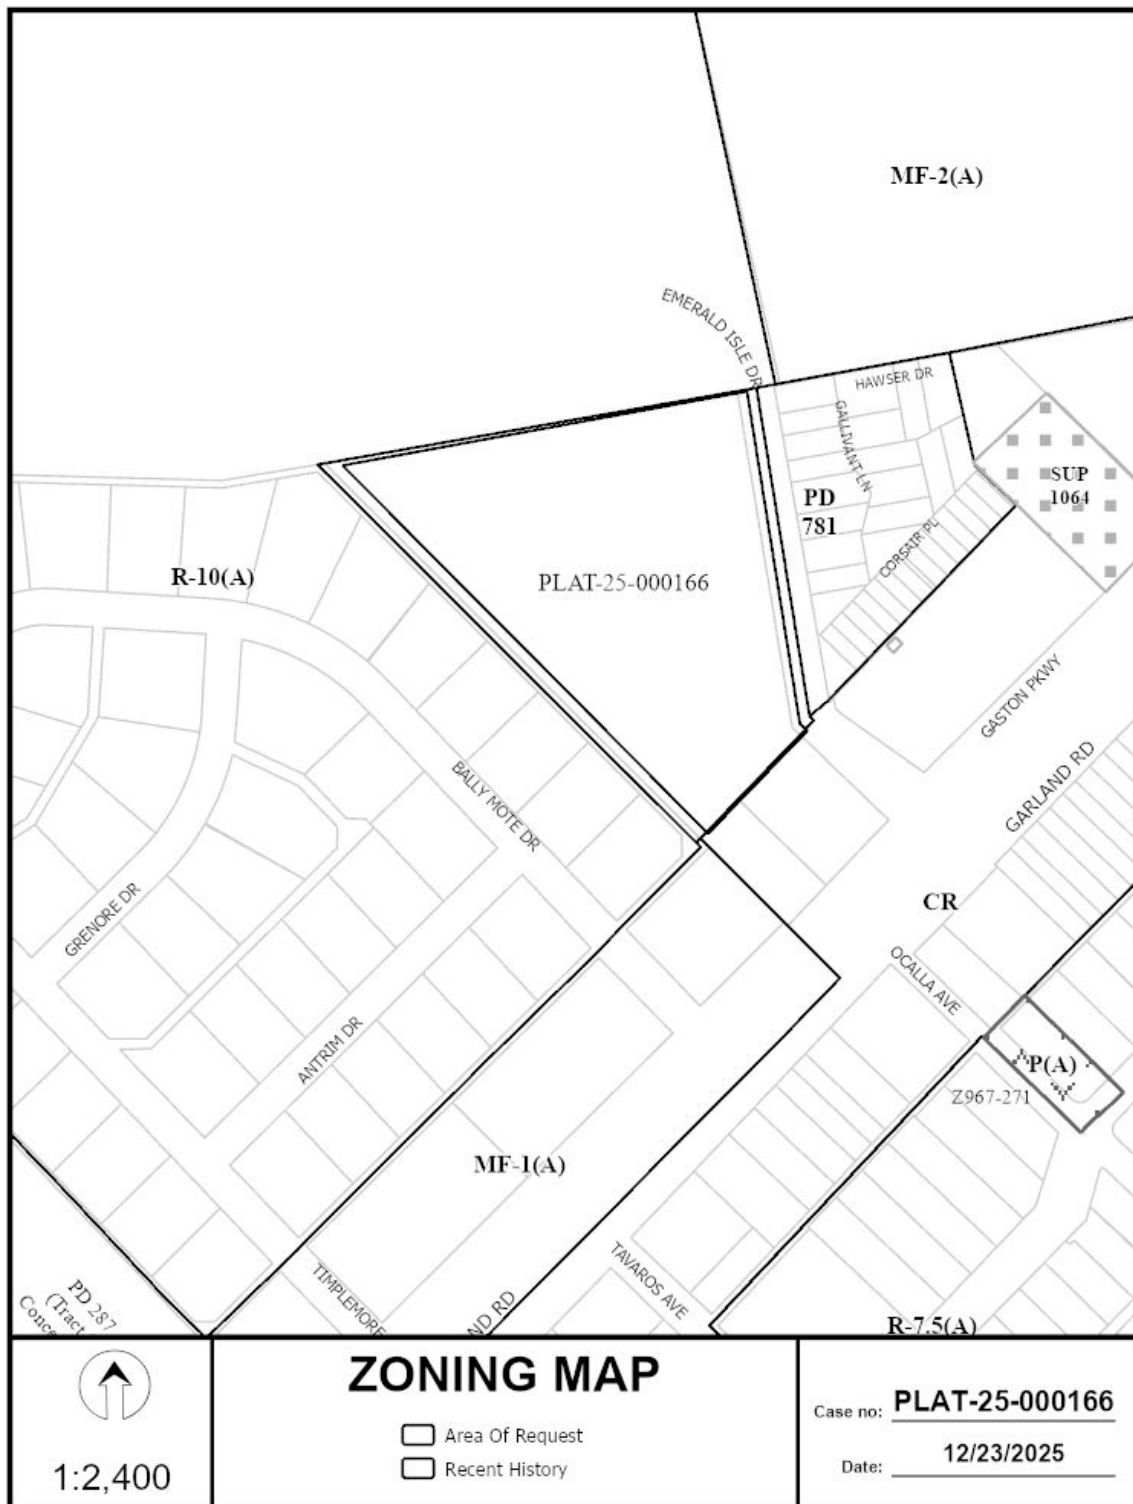 MF-2(A)
EMERALD ISLE DR
HAWSER DR
GALLIVANT LN
SUP
1064
PD
781
CORSAIR PL
R-10(A)
PLAT-25-000166
GASTON PKWY
BALLY MOTE DR
GARLAND RD
GRENORE DR
CR
OCALLA AVE
ANTRIM DR
P(A)
Z967-271
MF-1(A)
TAVAROS AVE
TIMPLEMORE
ND RD
PD 287
(Tract
Conce
R-7.5(A)
1:2,400
ZONING MAP
Area Of Request
Recent History
Case no: PLAT-25-000166
Date: 12/23/2025